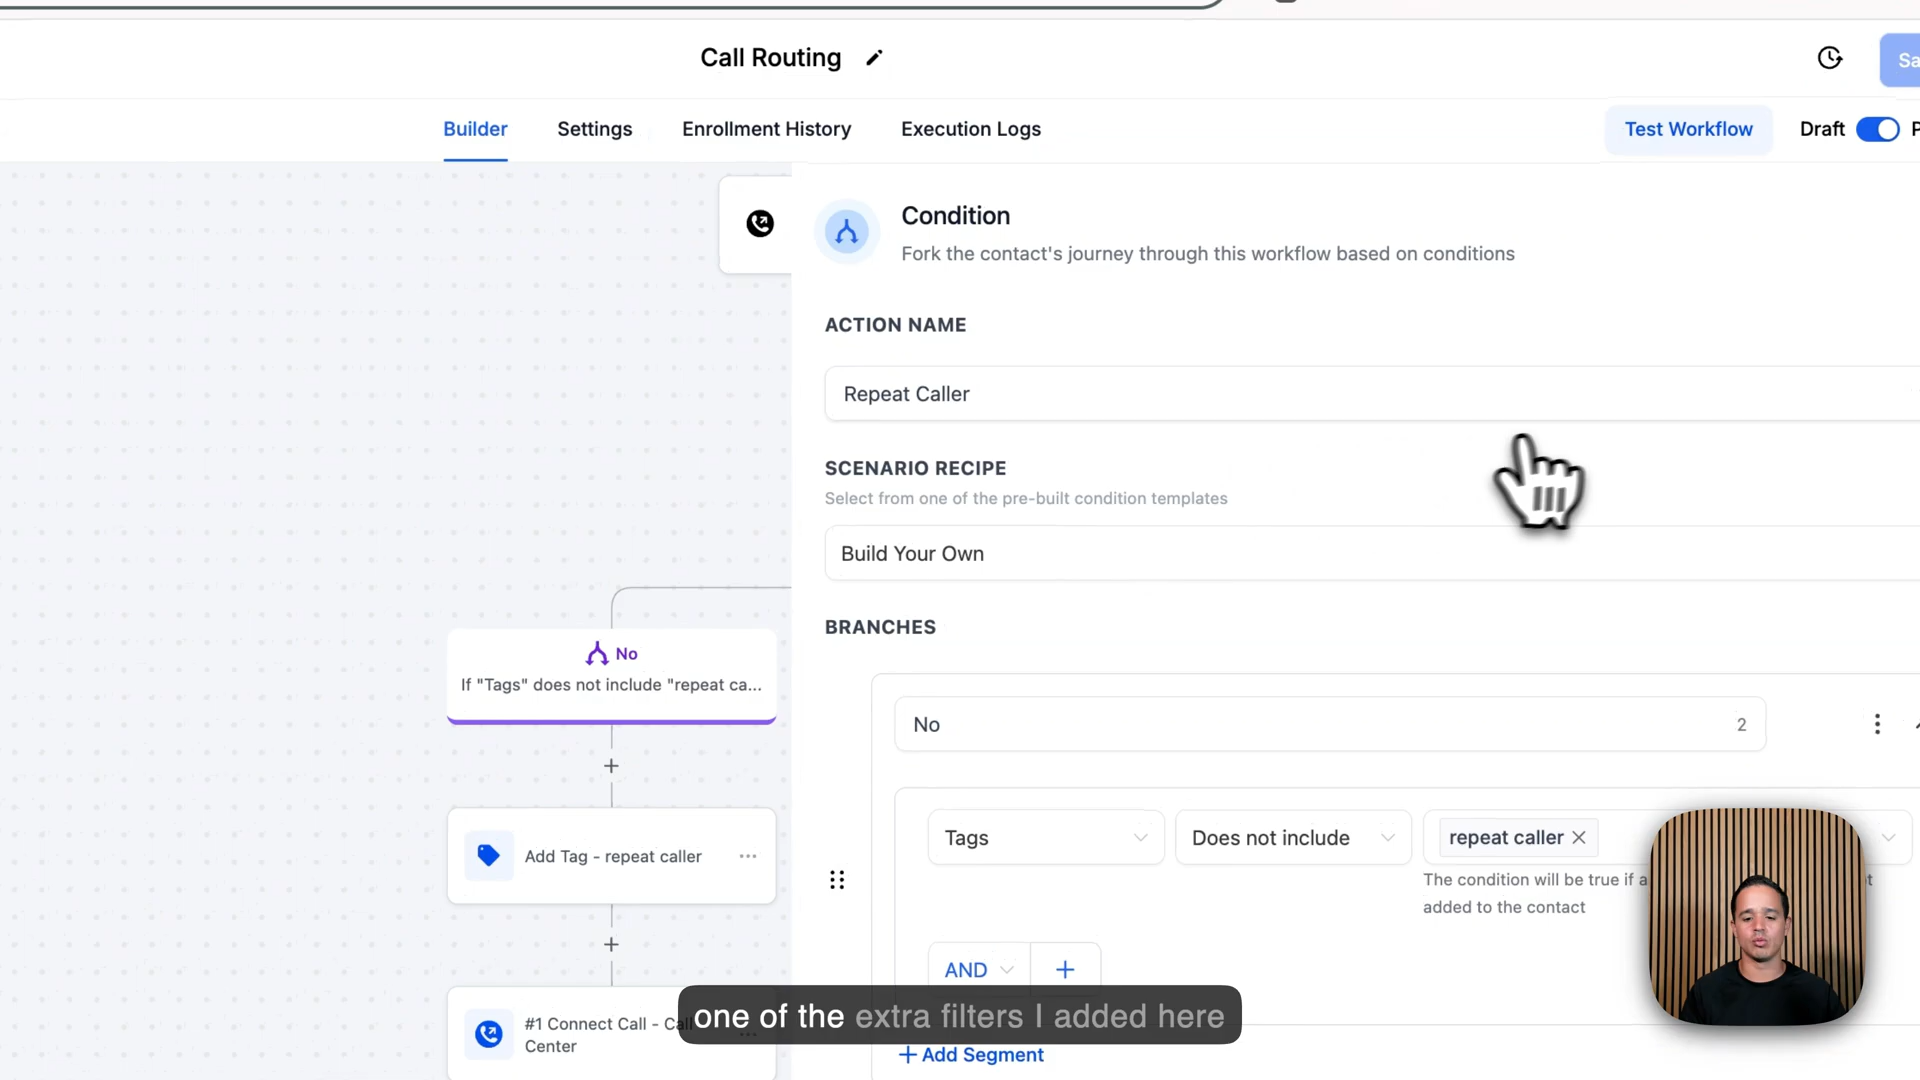 Call Routing
Sa
Builder
Settings
Enrollment History
Execution Logs
Test Workflow
Draft
P
Condition
Fork the contact's journey through this workflow based on conditions
ACTION NAME
Repeat Caller
SCENARIO RECIPE
Select from one of the pre-built condition templates
Build Your Own
BRANCHES
No
If "Tags" does not include "repeat ca...
No
2
Add Tag - repeat caller
Tags
Does not include
repeat caller
The condition will be true if a
added to the contact
AND
#1 Connect Call - Call
Center
one of the extra filters I added here
+ Add Segment